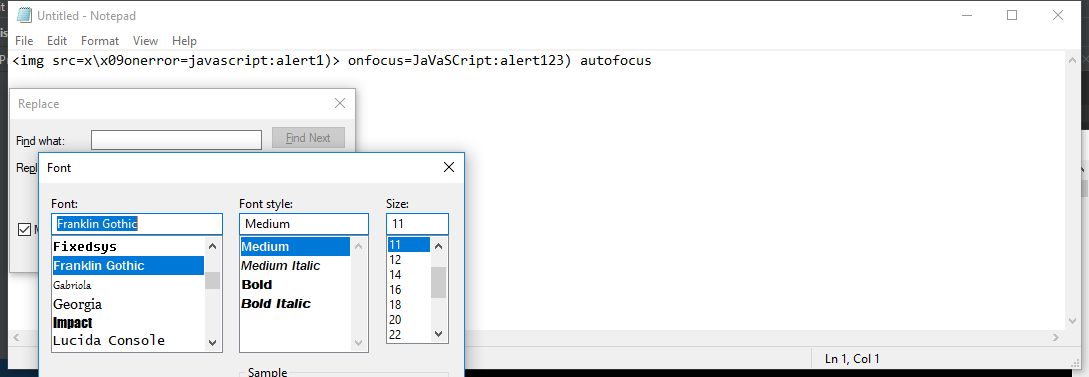 Untitled - Notepad
File Edit Format View Help
<img src=x\x09onerror=javascript:alert1)> onfocus=JaVaSCript:alert123) autofocus
Replace
Find what:
Find Next
Repl
M
Font
Font:
Font style:
Size:
Franklin Gothic
Medium
11
Fixedsys
Franklin Gothic
Gabriola
Georgia
Impact
Lucida Console
Medium
Medium Italic
Bold
Bold Italic
11
12
14
16
18
20
22
Sample
Ln 1, Col 1